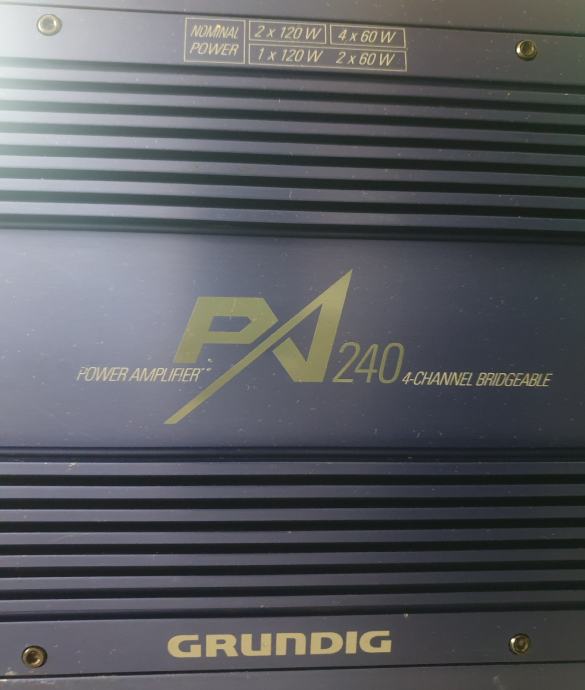 NOMINAL POWER
2 x 120 W 4 x 60 W
1 x 120 W 2 x 60 W
PA 240
POWER AMPLIFIER 4-CHANNEL BRIDGEABLE
GRUNDIG